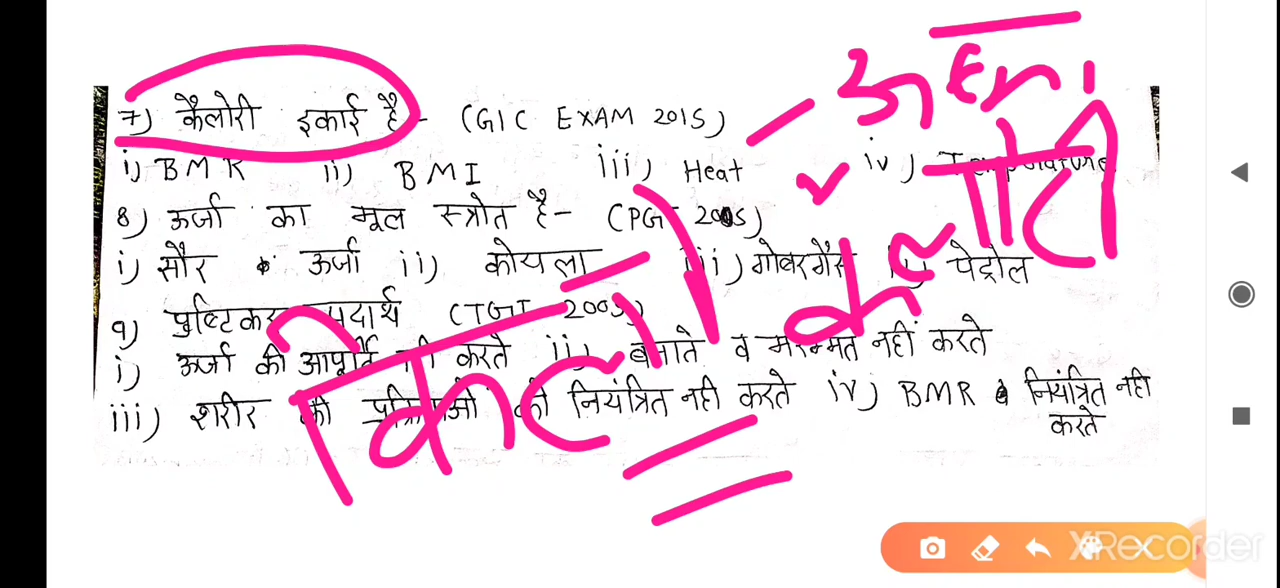 7) कैलोरी इकाई है- (GIC EXAM 2015)
i) BMR ii) BMI iii) Heat iv)
8) ऊर्जा का मूल स्त्रोत है- (PGT 2005)
i) सौर ऊर्जा ii) कोयला iii) गोबरगैस iv) पेट्रोल
9) पुष्टिकर पदार्थ (TGT 2005)
i) ऊर्जा की आपूर्ति नही करते ii) बनाते व मरम्मत नहीं करते
iii) शरीर की को नियंत्रित नही करते iv) BMR नियंत्रित नही
करते
XRecorder